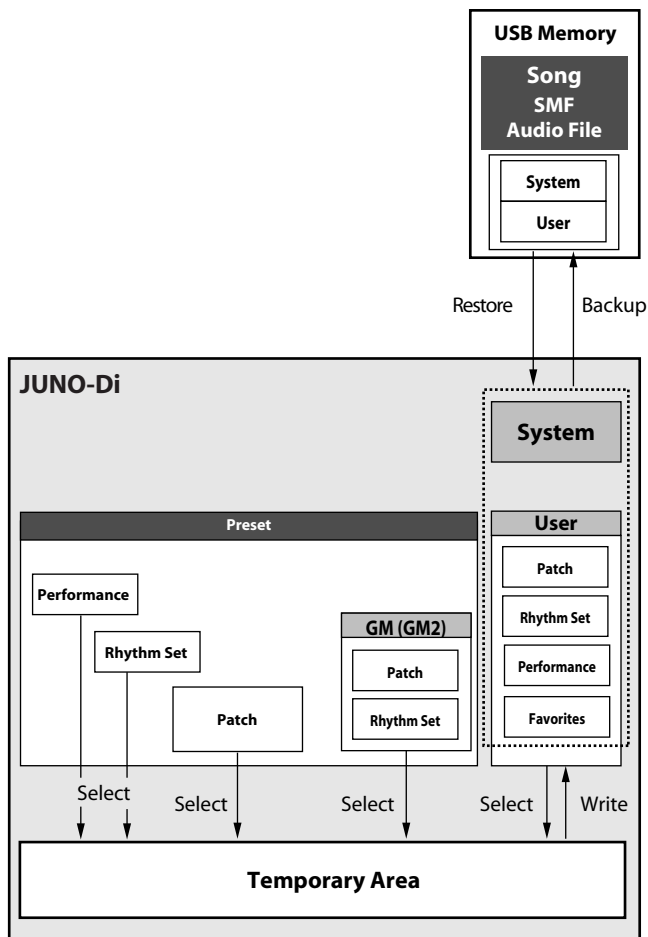 USB Memory
Song
SMF
Audio File
System
User
Restore
Backup
JUNO-Di
System
Preset
User
Performance
Rhythm Set
Patch
GM (GM2)
Patch
Rhythm Set
Patch
Rhythm Set
Performance
Favorites
Select
Select
Select
Select
Write
Temporary Area